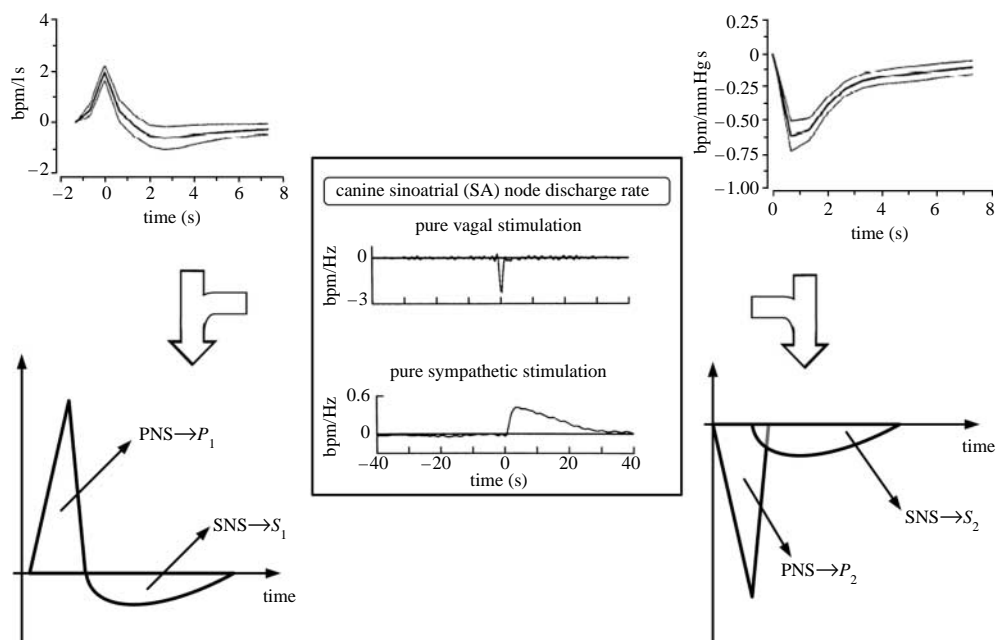 bpm/l s
4
2
0
−2
−2 0 2 4 6 8
time (s)
bpm/mm Hg s
0.25
0
−0.25
−0.50
−0.75
−1.00
0 2 4 6 8
time (s)
canine sinoatrial (SA) node discharge rate
pure vagal stimulation
bpm/Hz
0
−3
pure sympathetic stimulation
bpm/Hz
0.6
0
−40 −20 0 20 40
time (s)
PNS→P1
SNS→S1
time
time
SNS→S2
PNS→P2